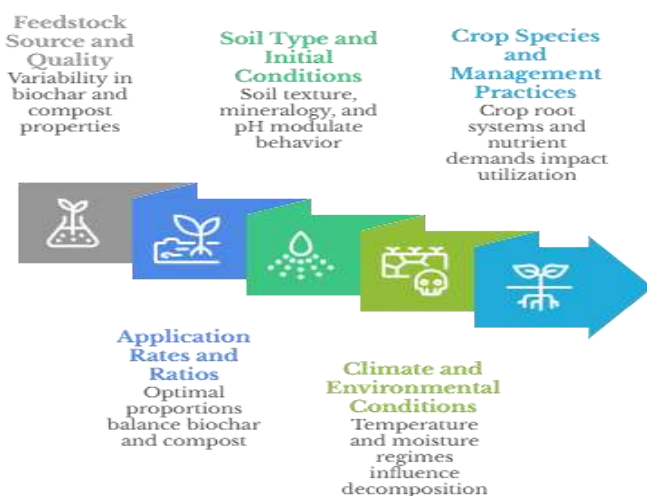 Feedstock
Source and
Quality
Variability in
biochar and
compost
properties
Soil Type and
Initial
Conditions
Soil texture,
mineralogy, and
pH modulate
behavior
Crop Species
and
Management
Practices
Crop root
systems and
nutrient
demands impact
utilization
Application
Rates and
Ratios
Optimal
proportions
balance biochar
and compost
Climate and
Environmental
Conditions
Temperature
and moisture
regimes
influence
decomposition